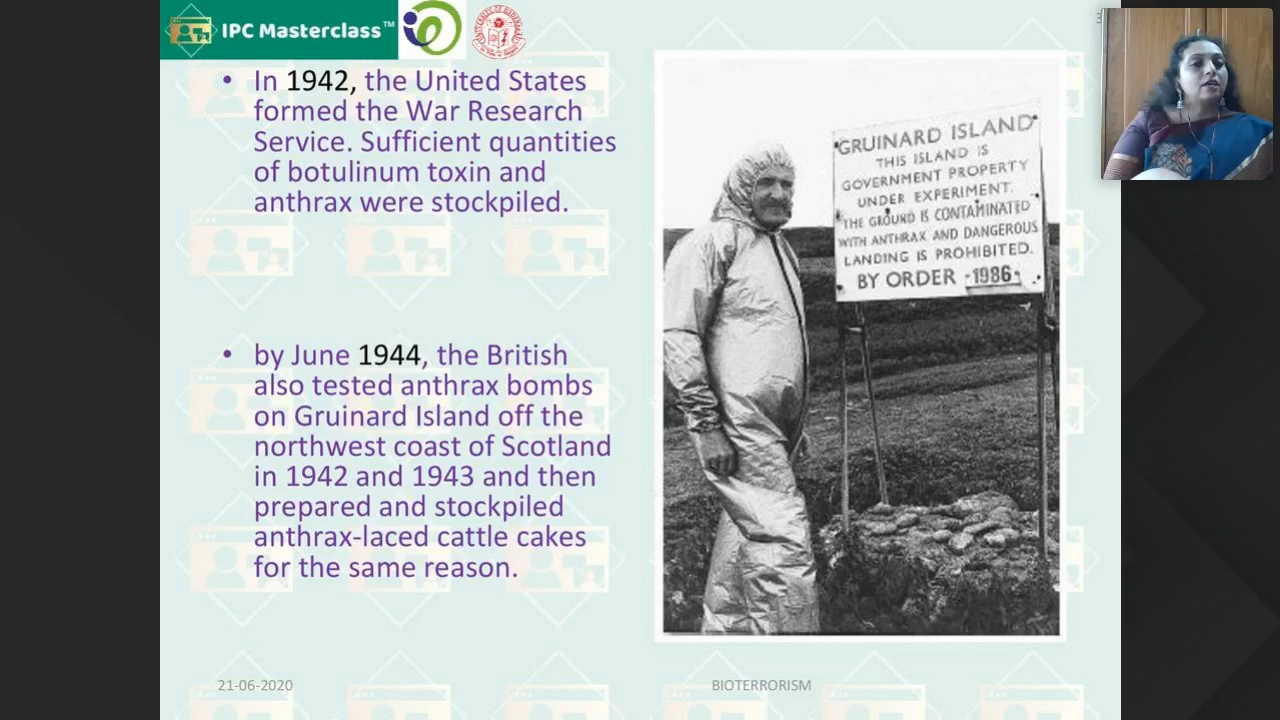 IPC Masterclass™
• In 1942, the United States
formed the War Research
Service. Sufficient quantities
of botulinum toxin and
anthrax were stockpiled.
• by June 1944, the British
also tested anthrax bombs
on Gruinard Island off the
northwest coast of Scotland
in 1942 and 1943 and then
prepared and stockpiled
anthrax-laced cattle cakes
for the same reason.
GRUINARD ISLAND
THIS ISLAND IS
GOVERNMENT PROPERTY
UNDER EXPERIMENT.
THE GROUND IS CONTAMINATED
WITH ANTHRAX AND DANGEROUS
LANDING IS PROHIBITED.
BY ORDER ·1986·
21-06-2020
BIOTERRORISM